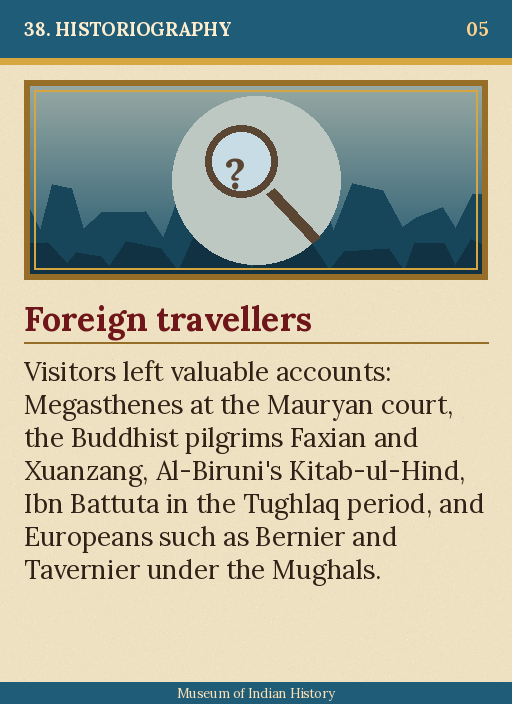 38. HISTORIOGRAPHY
05
?
Foreign travellers
Visitors left valuable accounts:
Megasthenes at the Mauryan court,
the Buddhist pilgrims Faxian and
Xuanzang, Al-Biruni's Kitab-ul-Hind,
Ibn Battuta in the Tughlaq period, and
Europeans such as Bernier and
Tavernier under the Mughals.
Museum of Indian History